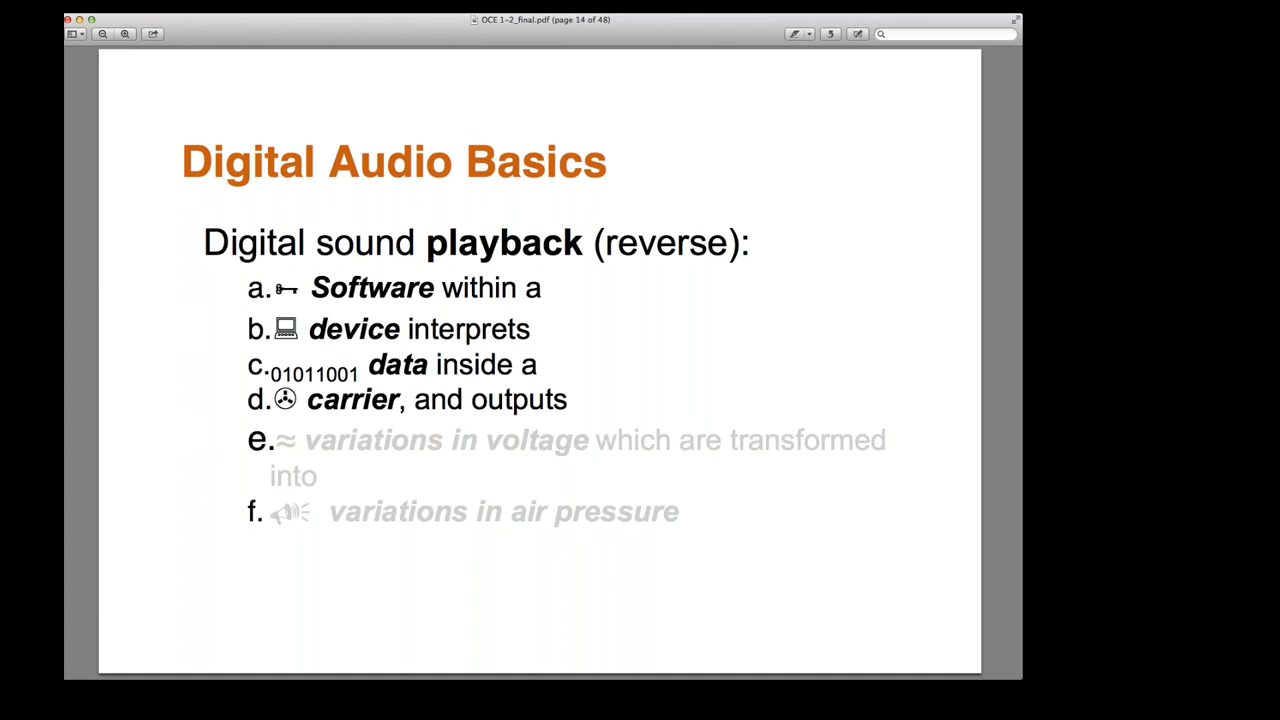 OCE 1-2_final.pdf (page 14 of 48)
Digital Audio Basics
Digital sound playback (reverse):
a. Software within a
b. device interprets
c. 01011001 data inside a
d. carrier, and outputs
e. ≈ variations in voltage which are transformed
into
f. variations in air pressure